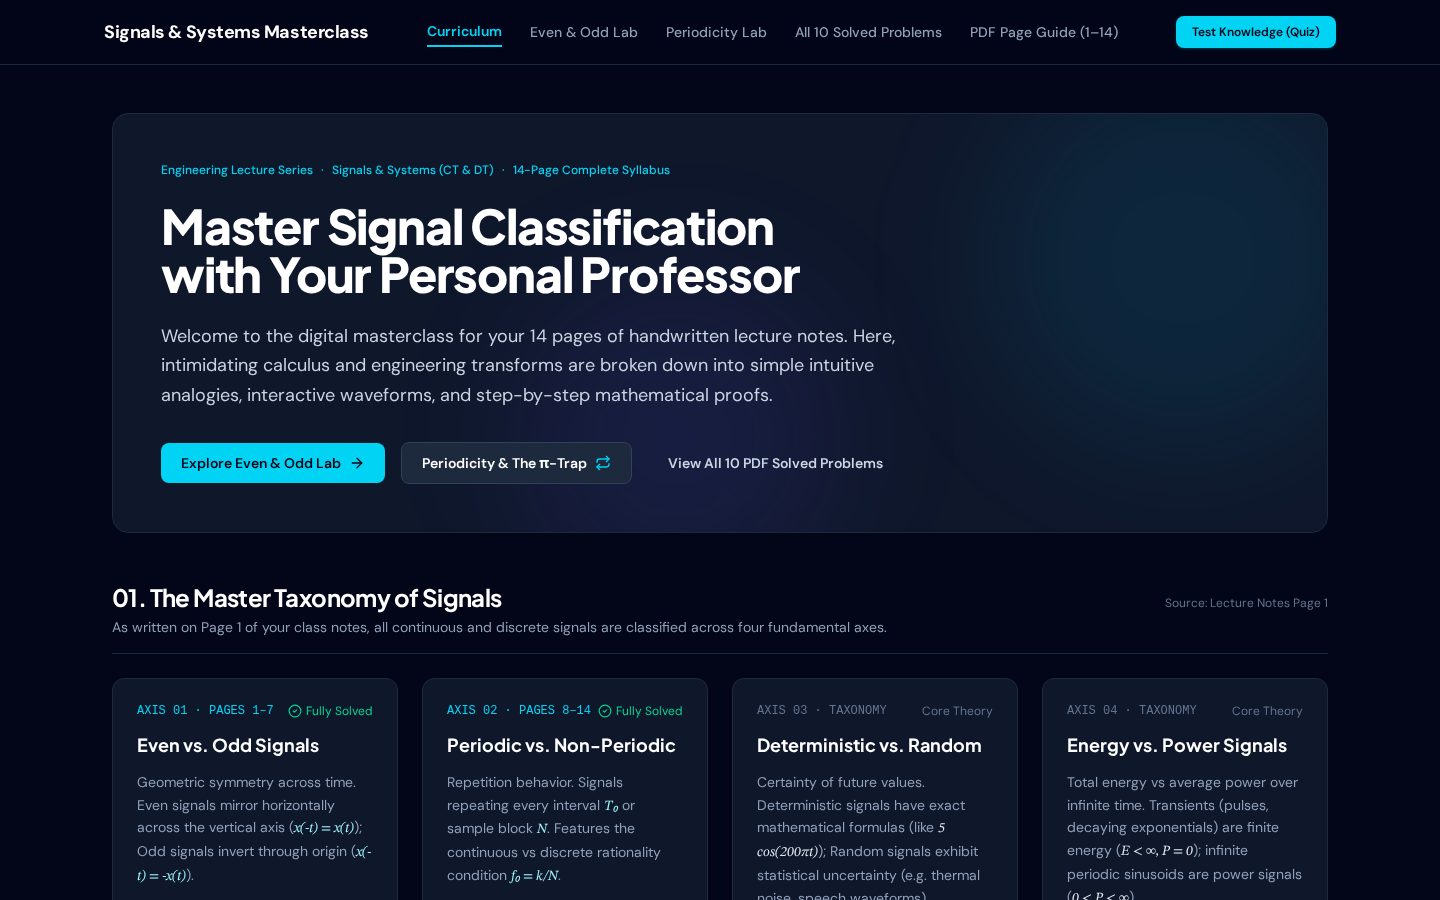 Signals & Systems Masterclass
Curriculum
Even & Odd Lab
Periodicity Lab
All 10 Solved Problems
PDF Page Guide (1–14)
Test Knowledge (Quiz)
Engineering Lecture Series · Signals & Systems (CT & DT) · 14-Page Complete Syllabus
Master Signal Classification
with Your Personal Professor
Welcome to the digital masterclass for your 14 pages of handwritten lecture notes. Here,
intimidating calculus and engineering transforms are broken down into simple intuitive
analogies, interactive waveforms, and step-by-step mathematical proofs.
Explore Even & Odd Lab →
Periodicity & The π-Trap
View All 10 PDF Solved Problems
01. The Master Taxonomy of Signals
Source: Lecture Notes Page 1
As written on Page 1 of your class notes, all continuous and discrete signals are classified across four fundamental axes.
AXIS 01 · PAGES 1–7
Fully Solved
Even vs. Odd Signals
Geometric symmetry across time.
Even signals mirror horizontally
across the vertical axis (x(-t) = x(t));
Odd signals invert through origin (x(-
t) = -x(t)).
AXIS 02 · PAGES 8–14
Fully Solved
Periodic vs. Non-Periodic
Repetition behavior. Signals
repeating every interval T₀ or
sample block N. Features the
continuous vs discrete rationality
condition f₀ = k/N.
AXIS 03 · TAXONOMY
Core Theory
Deterministic vs. Random
Certainty of future values.
Deterministic signals have exact
mathematical formulas (like 5
cos(200πt)); Random signals exhibit
statistical uncertainty (e.g. thermal
noise, speech waveforms).
AXIS 04 · TAXONOMY
Core Theory
Energy vs. Power Signals
Total energy vs average power over
infinite time. Transients (pulses,
decaying exponentials) are finite
energy (E < ∞, P = 0); infinite
periodic sinusoids are power signals
(0 < P < ∞).